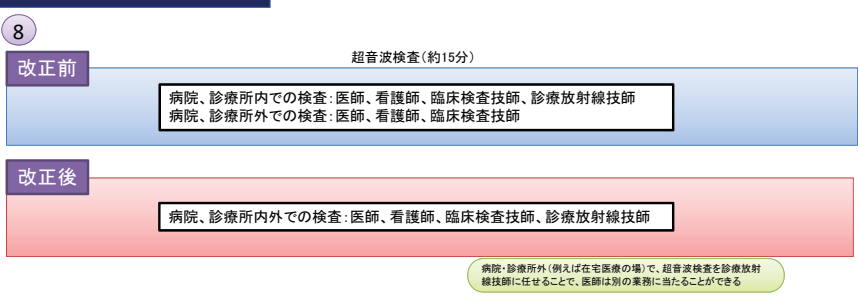 8
超音波検査(約15分)
改正前
病院、診療所内での検査:医師、看護師、臨床検査技師、診療放射線技師
病院、診療所外での検査:医師、看護師、臨床検査技師
改正後
病院、診療所内外での検査:医師、看護師、臨床検査技師、診療放射線技師
病院・診療所外(例えば在宅医療の場)で、超音波検査を診療放射
線技師に任せることで、医師は別の業務に当たることができる